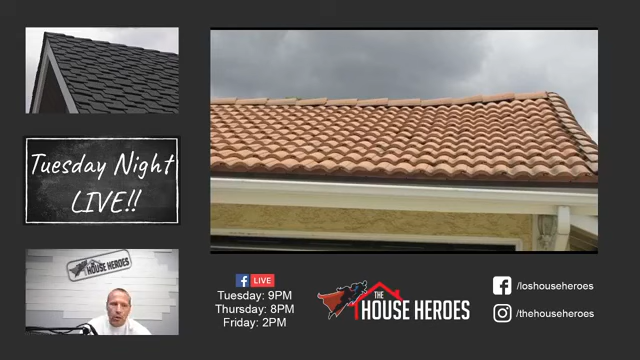 Tuesday Night
LIVE!!
HOUSE HEROES
LIVE
Tuesday: 9PM
Thursday: 8PM
Friday: 2PM
THE
HOUSE HEROES
/loshouseheroes
/thehouseheroes